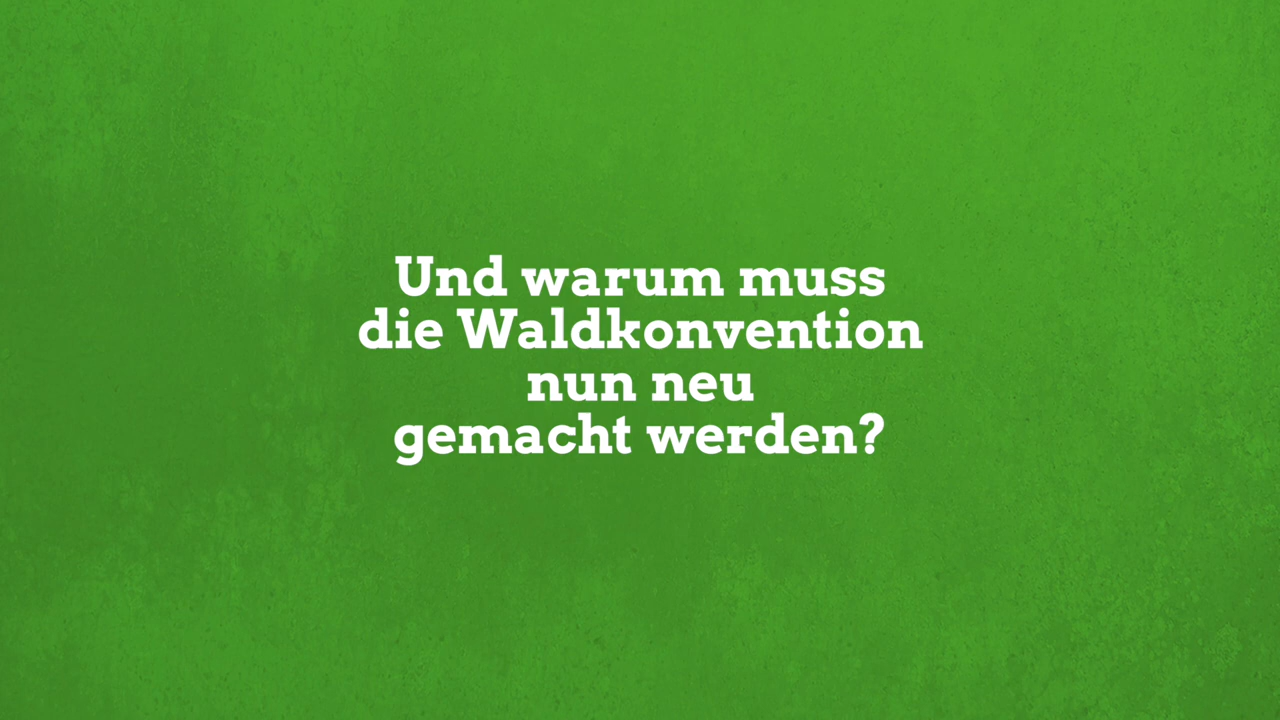 Und warum muss
die Waldkonvention
nun neu
gemacht werden?